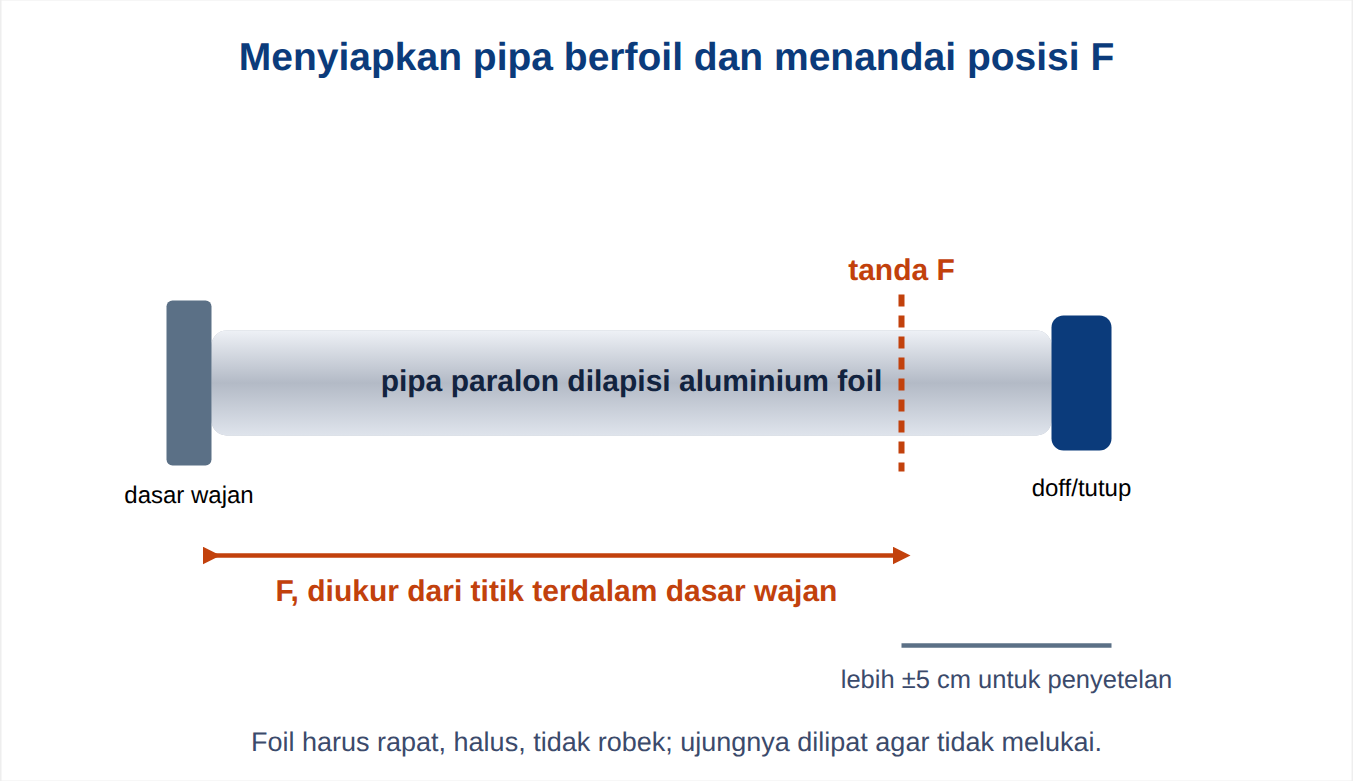 Menyiapkan pipa berfoil dan menandai posisi F
tanda F
pipa paralon dilapisi aluminium foil
dasar wajan
doff/tutup
F, diukur dari titik terdalam dasar wajan
lebih ±5 cm untuk penyetelan
Foil harus rapat, halus, tidak robek; ujungnya dilipat agar tidak melukai.